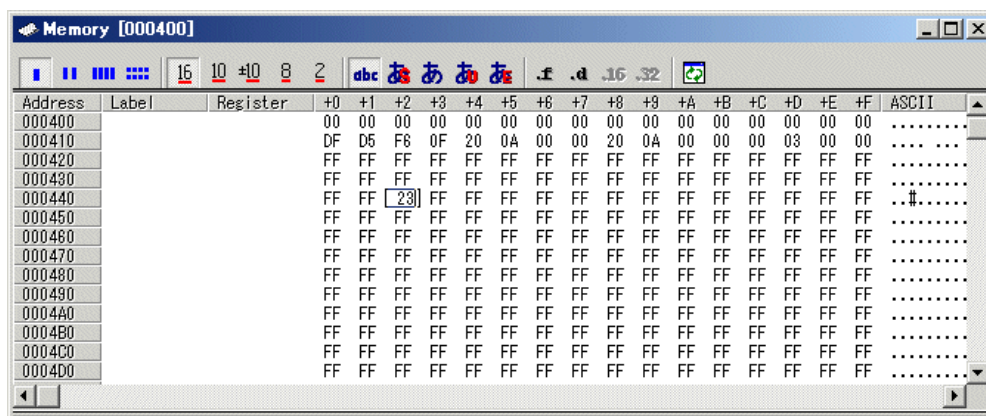 Memory [000400]
16 10 ±10 8 2 abc あS あ あU あE .f .d .16 .32
Address Label Register +0 +1 +2 +3 +4 +5 +6 +7 +8 +9 +A +B +C +D +E +F ASCII
000400 00 00 00 00 00 00 00 00 00 00 00 00 00 00 00 00 .........
000410 DF D5 F6 0F 20 0A 00 00 20 0A 00 00 00 03 00 00 .... ...
000420 FF FF FF FF FF FF FF FF FF FF FF FF FF FF FF FF .........
000430 FF FF FF FF FF FF FF FF FF FF FF FF FF FF FF FF .........
000440 FF FF 23 FF FF FF FF FF FF FF FF FF FF FF FF FF ..#......
000450 FF FF FF FF FF FF FF FF FF FF FF FF FF FF FF FF .........
000460 FF FF FF FF FF FF FF FF FF FF FF FF FF FF FF FF .........
000470 FF FF FF FF FF FF FF FF FF FF FF FF FF FF FF FF .........
000480 FF FF FF FF FF FF FF FF FF FF FF FF FF FF FF FF .........
000490 FF FF FF FF FF FF FF FF FF FF FF FF FF FF FF FF .........
0004A0 FF FF FF FF FF FF FF FF FF FF FF FF FF FF FF FF .........
0004B0 FF FF FF FF FF FF FF FF FF FF FF FF FF FF FF FF .........
0004C0 FF FF FF FF FF FF FF FF FF FF FF FF FF FF FF FF .........
0004D0 FF FF FF FF FF FF FF FF FF FF FF FF FF FF FF FF .........